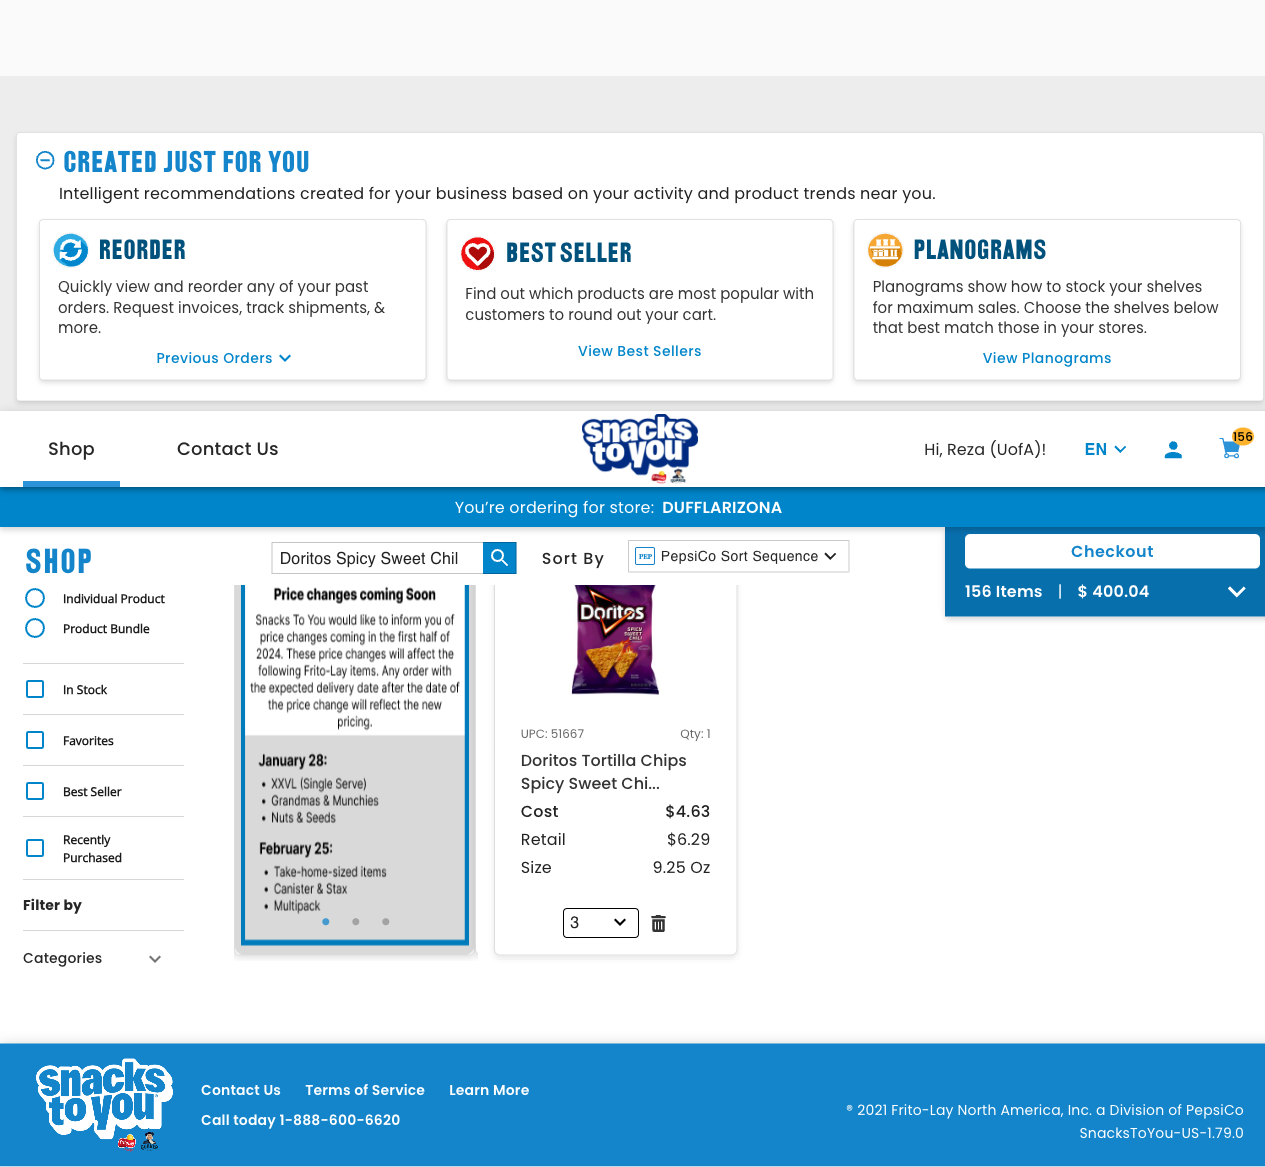 CREATED JUST FOR YOU
Intelligent recommendations created for your business based on your activity and product trends near you.
REORDER
Quickly view and reorder any of your past
orders. Request invoices, track shipments, &
more.
Previous Orders
BEST SELLER
Find out which products are most popular with
customers to round out your cart.
View Best Sellers
PLANOGRAMS
Planograms show how to stock your shelves
for maximum sales. Choose the shelves below
that best match those in your stores.
View Planograms
Shop
Contact Us
snacks
to you
Hi, Reza (UofA)!
EN
156
You're ordering for store: DUFFLARIZONA
SHOP
Doritos Spicy Sweet Chil
Sort By
PEP PepsiCo Sort Sequence
Checkout
156 Items | $ 400.04
Individual Product
Product Bundle
In Stock
Favorites
Best Seller
Recently
Purchased
Filter by
Categories
Price changes coming Soon
Snacks To You would like to inform you of
price changes coming in the first half of
2024. These price changes will affect the
following Frito-Lay items. Any order with
the expected delivery date after the date of
the price change will reflect the new
pricing.
January 28:
• XXVL (Single Serve)
• Grandmas & Munchies
• Nuts & Seeds
February 25:
• Take-home-sized items
• Canister & Stax
• Multipack
Doritos
SPICY
SWEET
CHILI
UPC: 51667 Qty: 1
Doritos Tortilla Chips
Spicy Sweet Chi...
Cost $4.63
Retail $6.29
Size 9.25 Oz
3
snacks
to you
Contact Us Terms of Service Learn More
Call today 1-888-600-6620
® 2021 Frito-Lay North America, Inc. a Division of PepsiCo
SnacksToYou-US-1.79.0